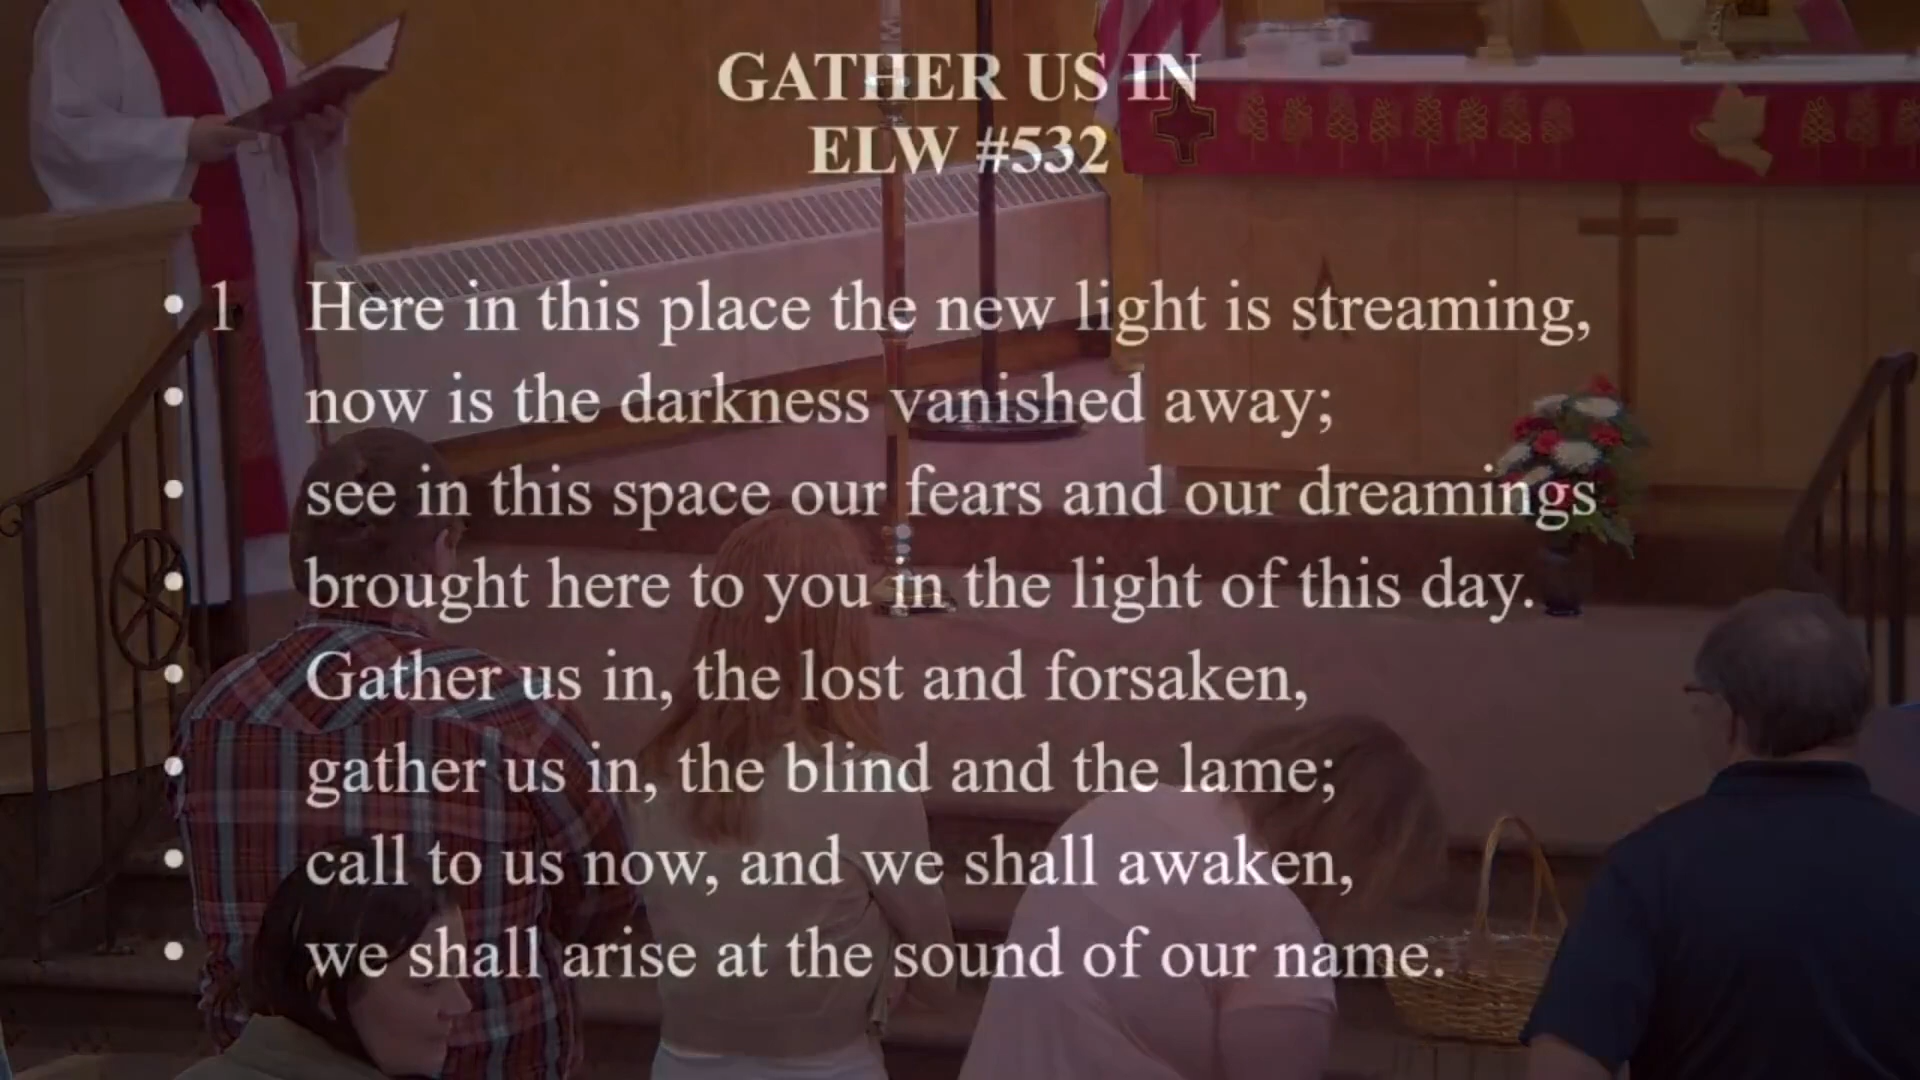 GATHER US IN
ELW #532
• 1 Here in this place the new light is streaming,
• now is the darkness vanished away;
• see in this space our fears and our dreamings
• brought here to you in the light of this day.
• Gather us in, the lost and forsaken,
• gather us in, the blind and the lame;
• call to us now, and we shall awaken,
• we shall arise at the sound of our name.